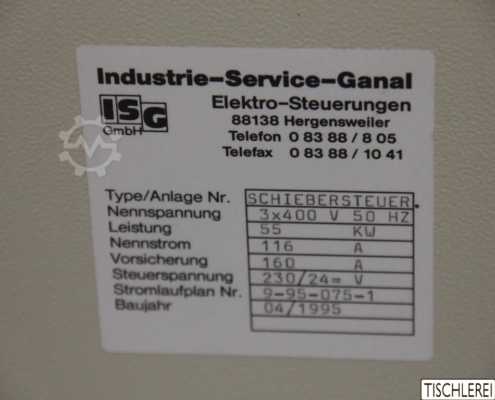 Industrie-Service-Ganal
ISG
GmbH
Elektro-Steuerungen
88138 Hergensweiler
Telefon 0 83 88 / 8 05
Telefax 0 83 88 / 10 41
Type/Anlage Nr. SCHIEBERSTEUER.
Nennspannung 3x400 V 50 HZ
Leistung 55 KW
Nennstrom 116 A
Vorsicherung 160 A
Steuerspannung 230/24= V
Stromlaufplan Nr. 9-95-075-1
Baujahr 04/1995
TISCHLEREI